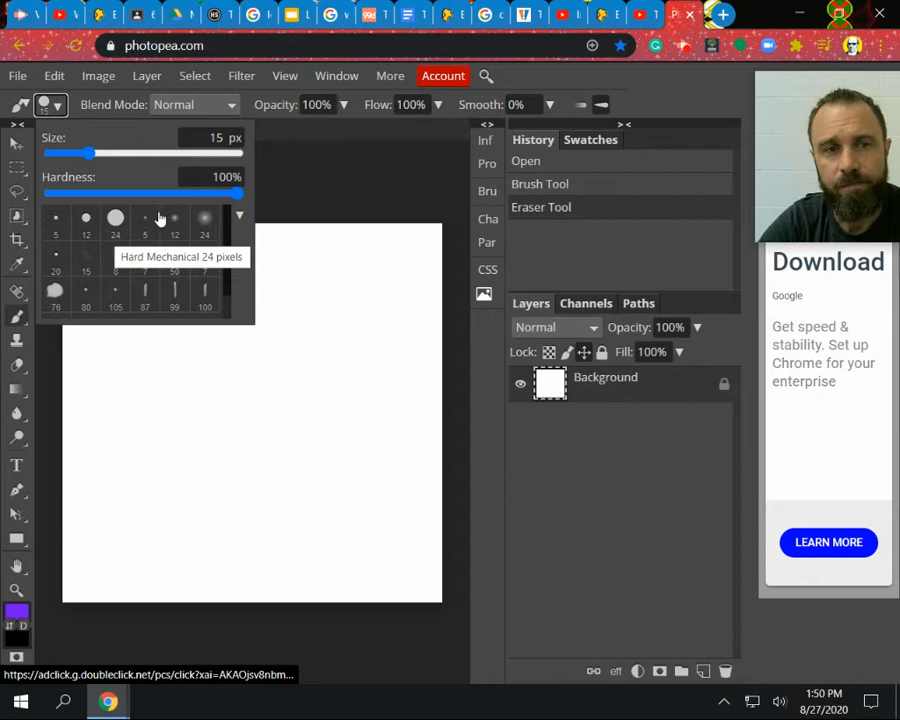 photopea.com
File Edit Image Layer Select Filter View Window More Account
15 Blend Mode: Normal Opacity: 100% Flow: 100% Smooth: 0%
Size: 15 px
Hardness: 100%
5 12 24 5 12 24
Hard Mechanical 24 pixels
20 15 8 7 50 7
76 80 105 87 99 100
Inf
Pro
Bru
Cha
Par
CSS
History Swatches
Open
Brush Tool
Eraser Tool
Layers Channels Paths
Normal Opacity: 100%
Lock: Fill: 100%
Background
eff
D
Download
Google
Get speed &
stability. Set up
Chrome for your
enterprise
LEARN MORE
https://adclick.g.doubleclick.net/pcs/click?xai=AKAOjsv8nbm...
1:50 PM
8/27/2020